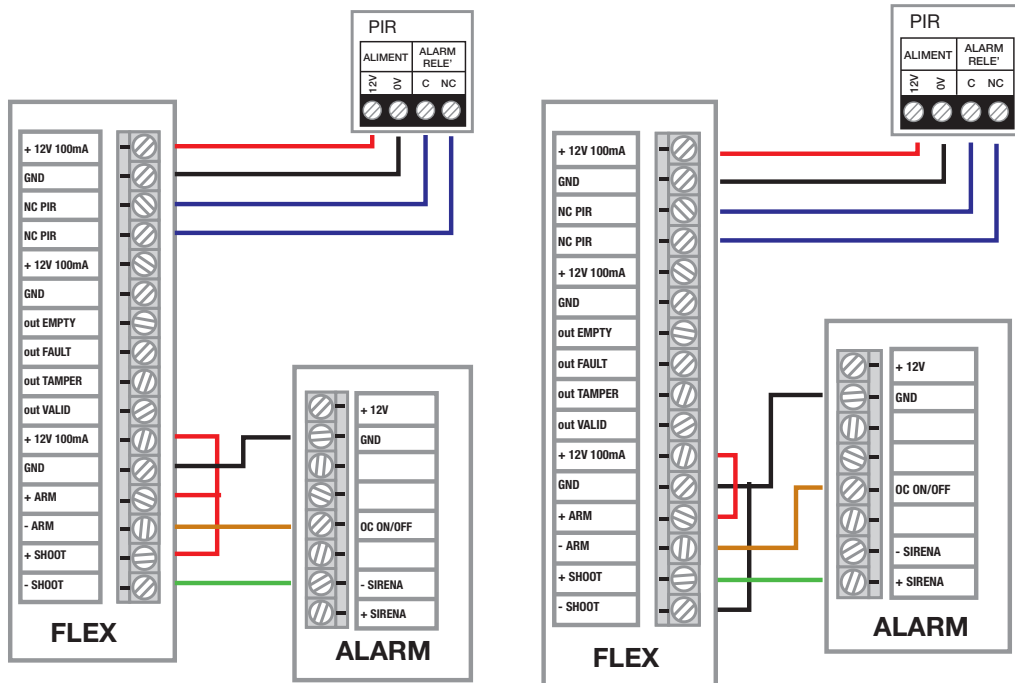 PIR
ALIMENT
ALARM
RELE'
12V
0V
C
NC
+ 12V 100mA
GND
NC PIR
NC PIR
+ 12V 100mA
GND
out EMPTY
out FAULT
out TAMPER
out VALID
+ 12V 100mA
GND
+ ARM
- ARM
+ SHOOT
- SHOOT
FLEX
+ 12V
GND
OC ON/OFF
- SIRENA
+ SIRENA
ALARM
PIR
ALIMENT
ALARM
RELE'
12V
0V
C
NC
+ 12V 100mA
GND
NC PIR
NC PIR
+ 12V 100mA
GND
out EMPTY
out FAULT
out TAMPER
out VALID
+ 12V 100mA
GND
+ ARM
- ARM
+ SHOOT
- SHOOT
FLEX
+ 12V
GND
OC ON/OFF
- SIRENA
+ SIRENA
ALARM